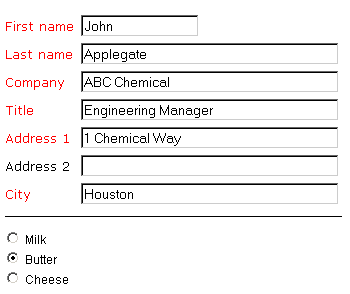 First name John
Last name Applegate
Company ABC Chemical
Title Engineering Manager
Address 1 1 Chemical Way
Address 2
City Houston
Milk
Butter
Cheese